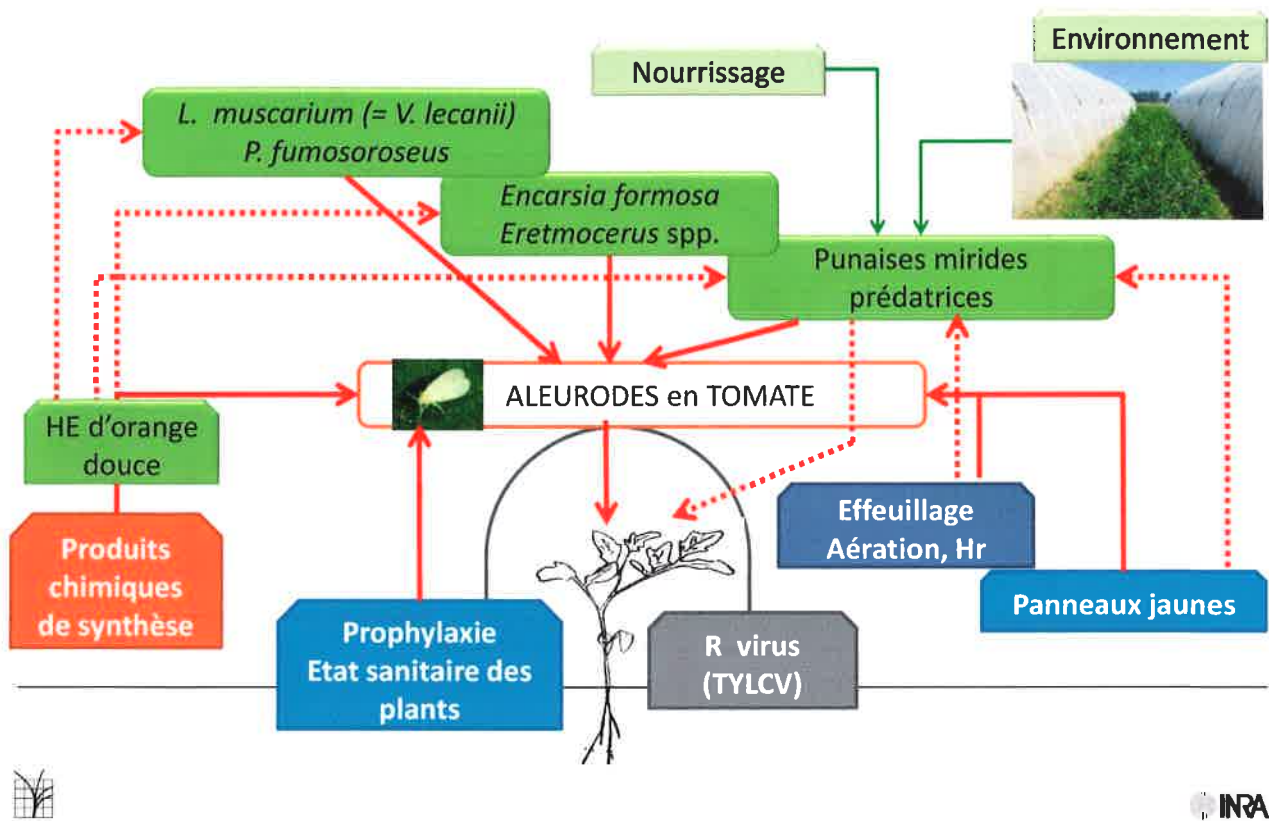 Environnement
Nourrissage
L. muscarium (= V. lecanii)
P. fumosoroseus
Encarsia formosa
Eretmocerus spp.
Punaises mirides
prédatrices
ALEURODES en TOMATE
HE d'orange
douce
Produits
chimiques
de synthèse
Effeuillage
Aération, Hr
Panneaux jaunes
Prophylaxie
Etat sanitaire des
plants
R virus
(TYLCV)
INRA